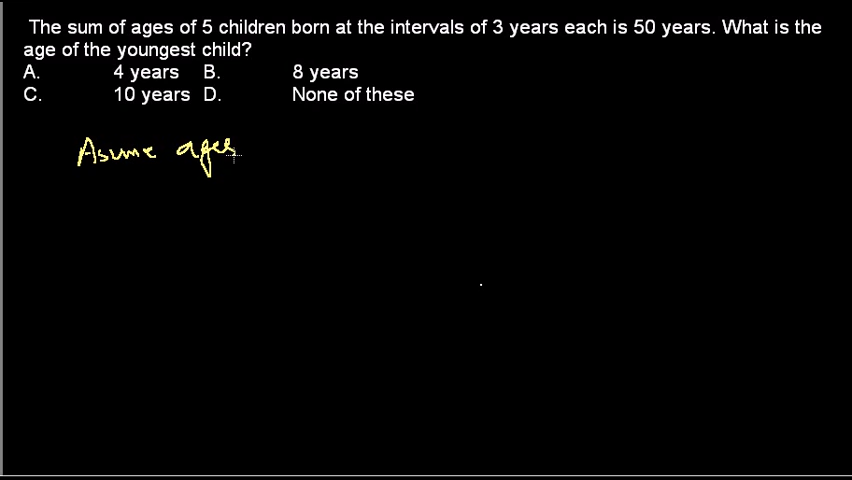 The sum of ages of 5 children born at the intervals of 3 years each is 50 years. What is the
age of the youngest child?
A. 4 years B. 8 years
C. 10 years D. None of these
Asume ages